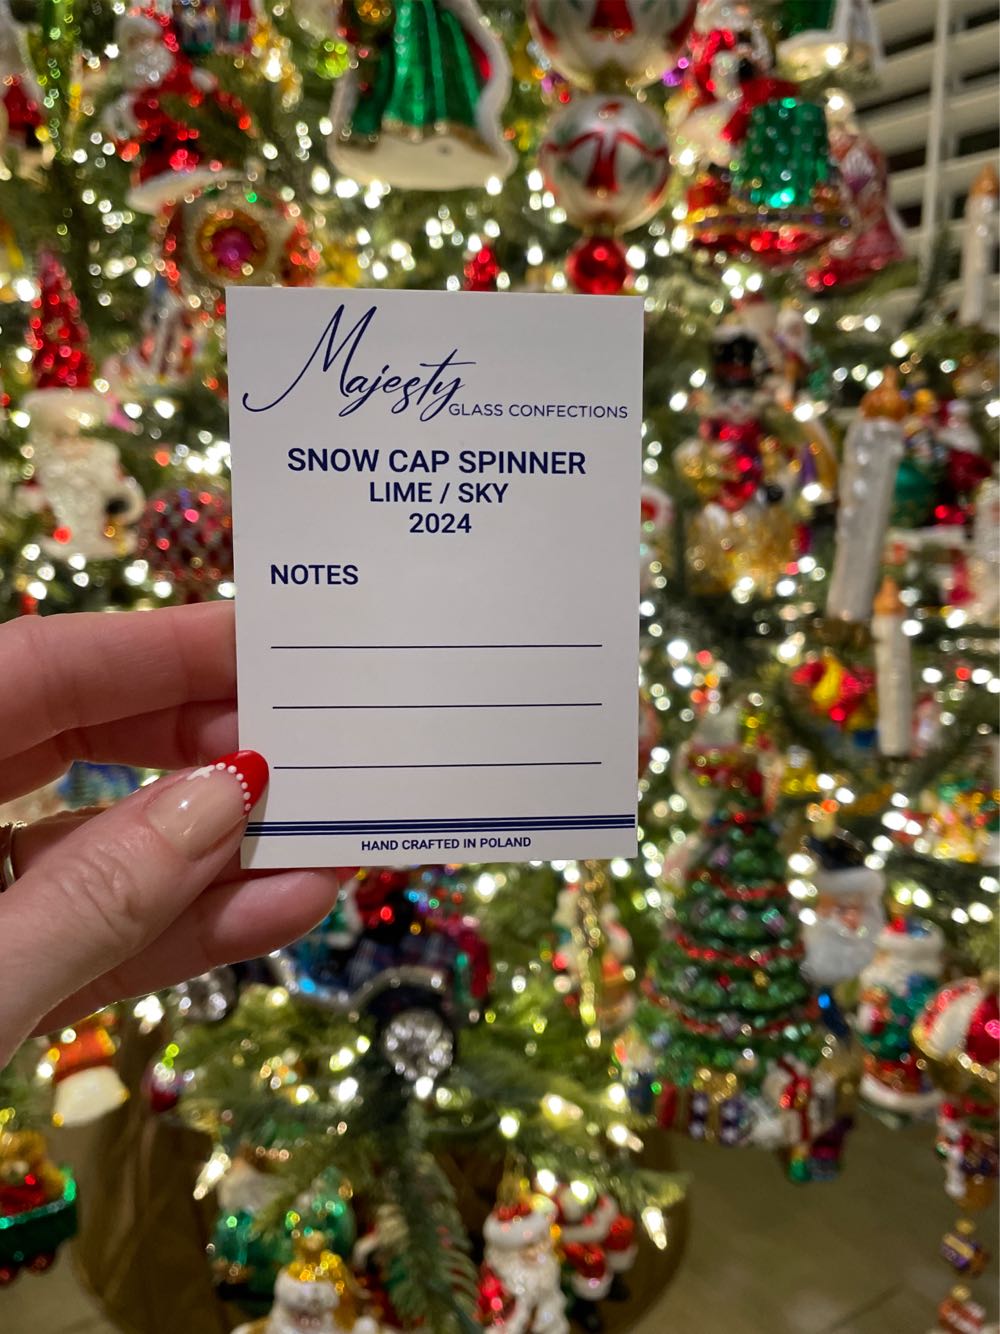 Majesty
GLASS CONFECTIONS
SNOW CAP SPINNER
LIME / SKY
2024
NOTES
HAND CRAFTED IN POLAND